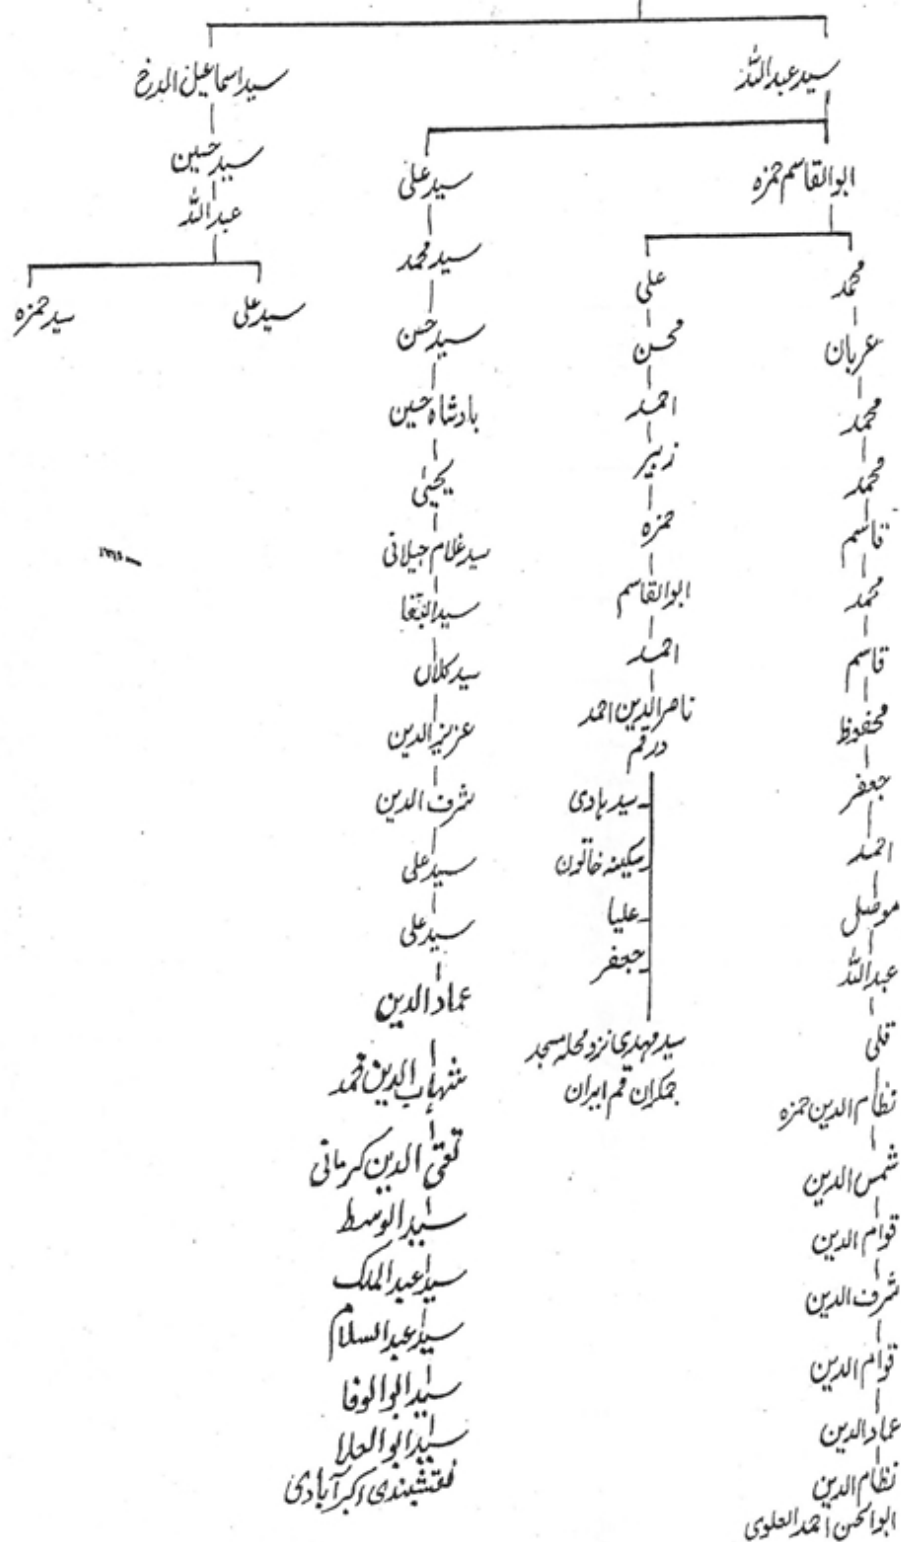 سید عبداللہ
ابوالقاسم حمزہ
محمد
عربان
محمد
محمد
قاسم
محمد
قاسم
محفوظ
جعفر
احمد
موصل
عبداللہ
قلی
نظام الدین حمزہ
شمس الدین
قوام الدین
شرف الدین
قوام الدین
عماد الدین
نظام الدین
ابوالحسن احمد العلوی
علی
محسن
احمد
زبیر
حمزہ
ابوالقاسم
احمد
ناصر الدین احمد
در قم
سید ہادی
سکینہ خاتون
علیا
جعفر
سید مہدی نزد محلہ مسجد
جمکران قم ایران
سید علی
سید محمد
سید حسن
بادشاہ حسین
یحییٰ
سید غلام جیلانی
سید
سید کلاں
عزیز الدین
شرف الدین
سید علی
سید علی
عماد الدین
شہاب الدین محمد
تقی الدین کرمانی
سید الوسط
سید عبدالملک
سید عبدالسلام
سید ابوالوفا
سید ابوالعلا
نقشبندی اکبرآبادی
سید اسماعیل
سید حسین
عبداللہ
سید علی
سید حمزہ